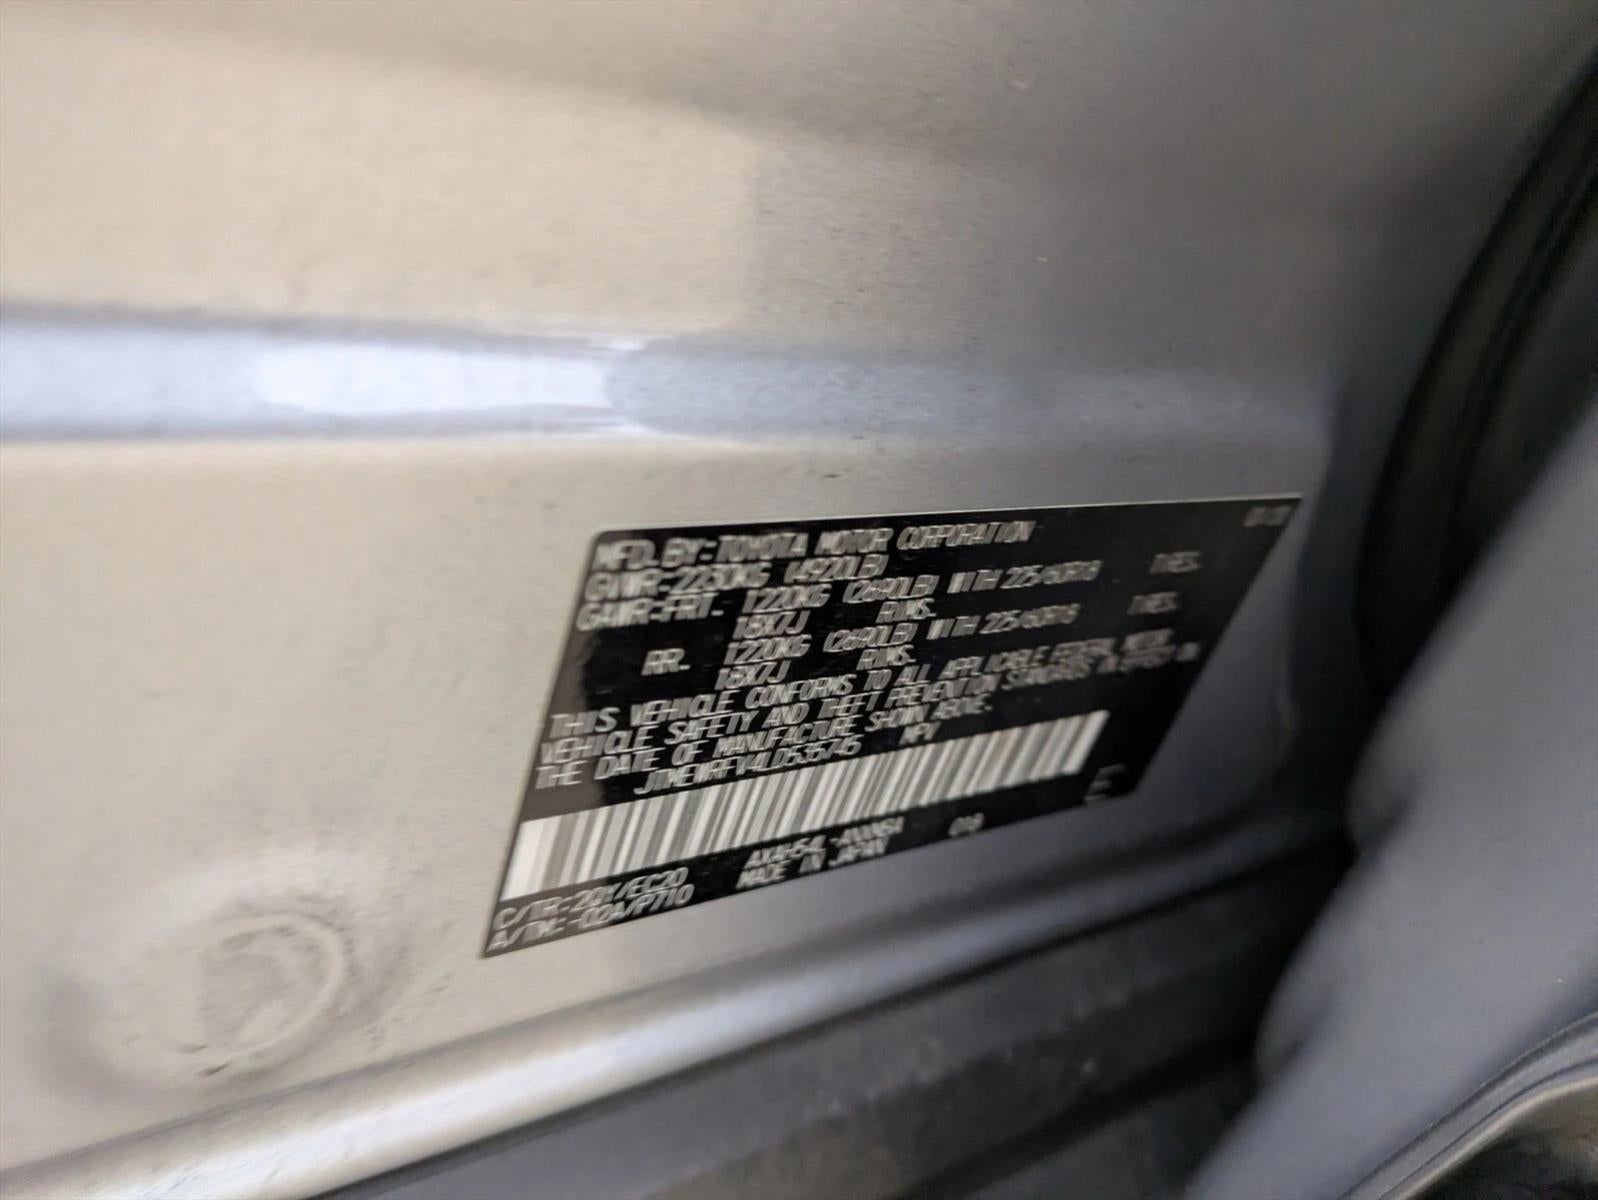 MFD. BY: TOYOTA MOTOR CORPORATION
GVWR-2230KG (4920LB)
GAWR-FRT. 1220KG (2690LB) WITH 225/60R18 TIRES.
18X7J RIMS.
RR. 1220KG (2690LB) WITH 225/60R18 TIRES.
18X7J RIMS.
THIS VEHICLE CONFORMS TO ALL APPLICABLE FEDERAL MOTOR
VEHICLE SAFETY AND THEFT PREVENTION STANDARDS IN EFFECT ON
THE DATE OF MANUFACTURE SHOWN ABOVE.
MPV
AXAH54L-ANXMBA
C/TR: EC20
A/TM: P710 MADE IN JAPAN